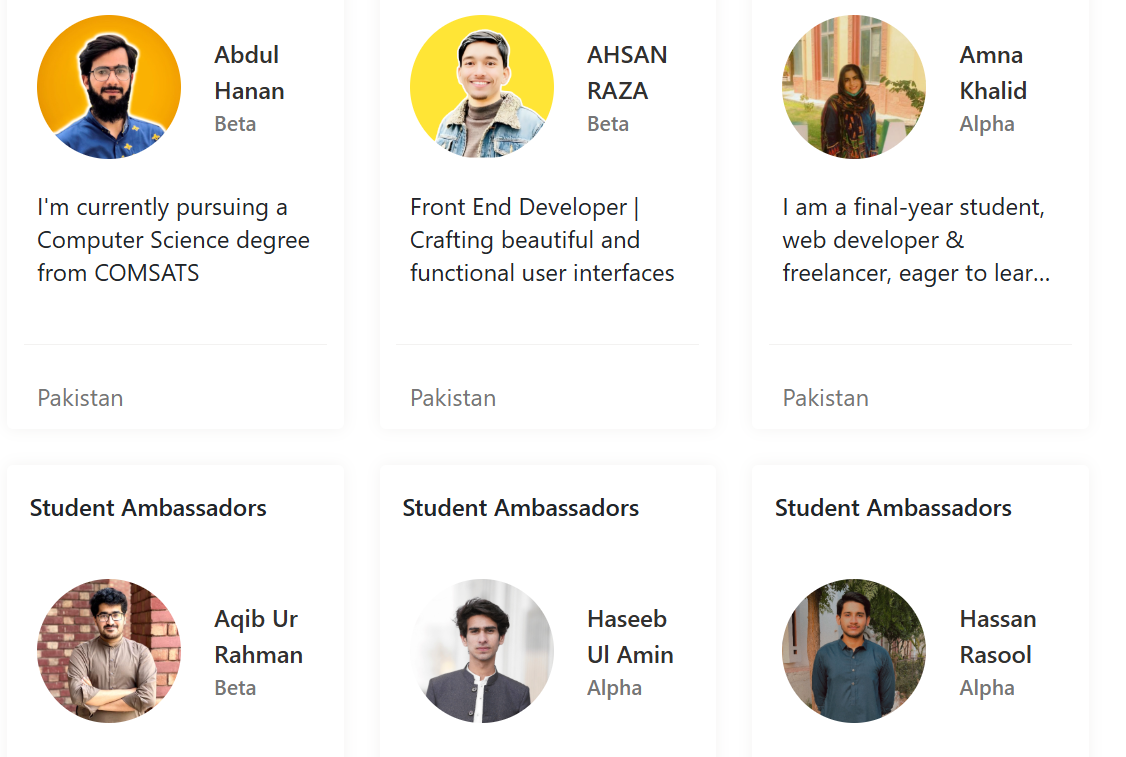 Abdul
Hanan
Beta
I'm currently pursuing a
Computer Science degree
from COMSATS
Pakistan
AHSAN
RAZA
Beta
Front End Developer |
Crafting beautiful and
functional user interfaces
Pakistan
Amna
Khalid
Alpha
I am a final-year student,
web developer &
freelancer, eager to lear...
Pakistan
Student Ambassadors
Aqib Ur
Rahman
Beta
Student Ambassadors
Haseeb
Ul Amin
Alpha
Student Ambassadors
Hassan
Rasool
Alpha